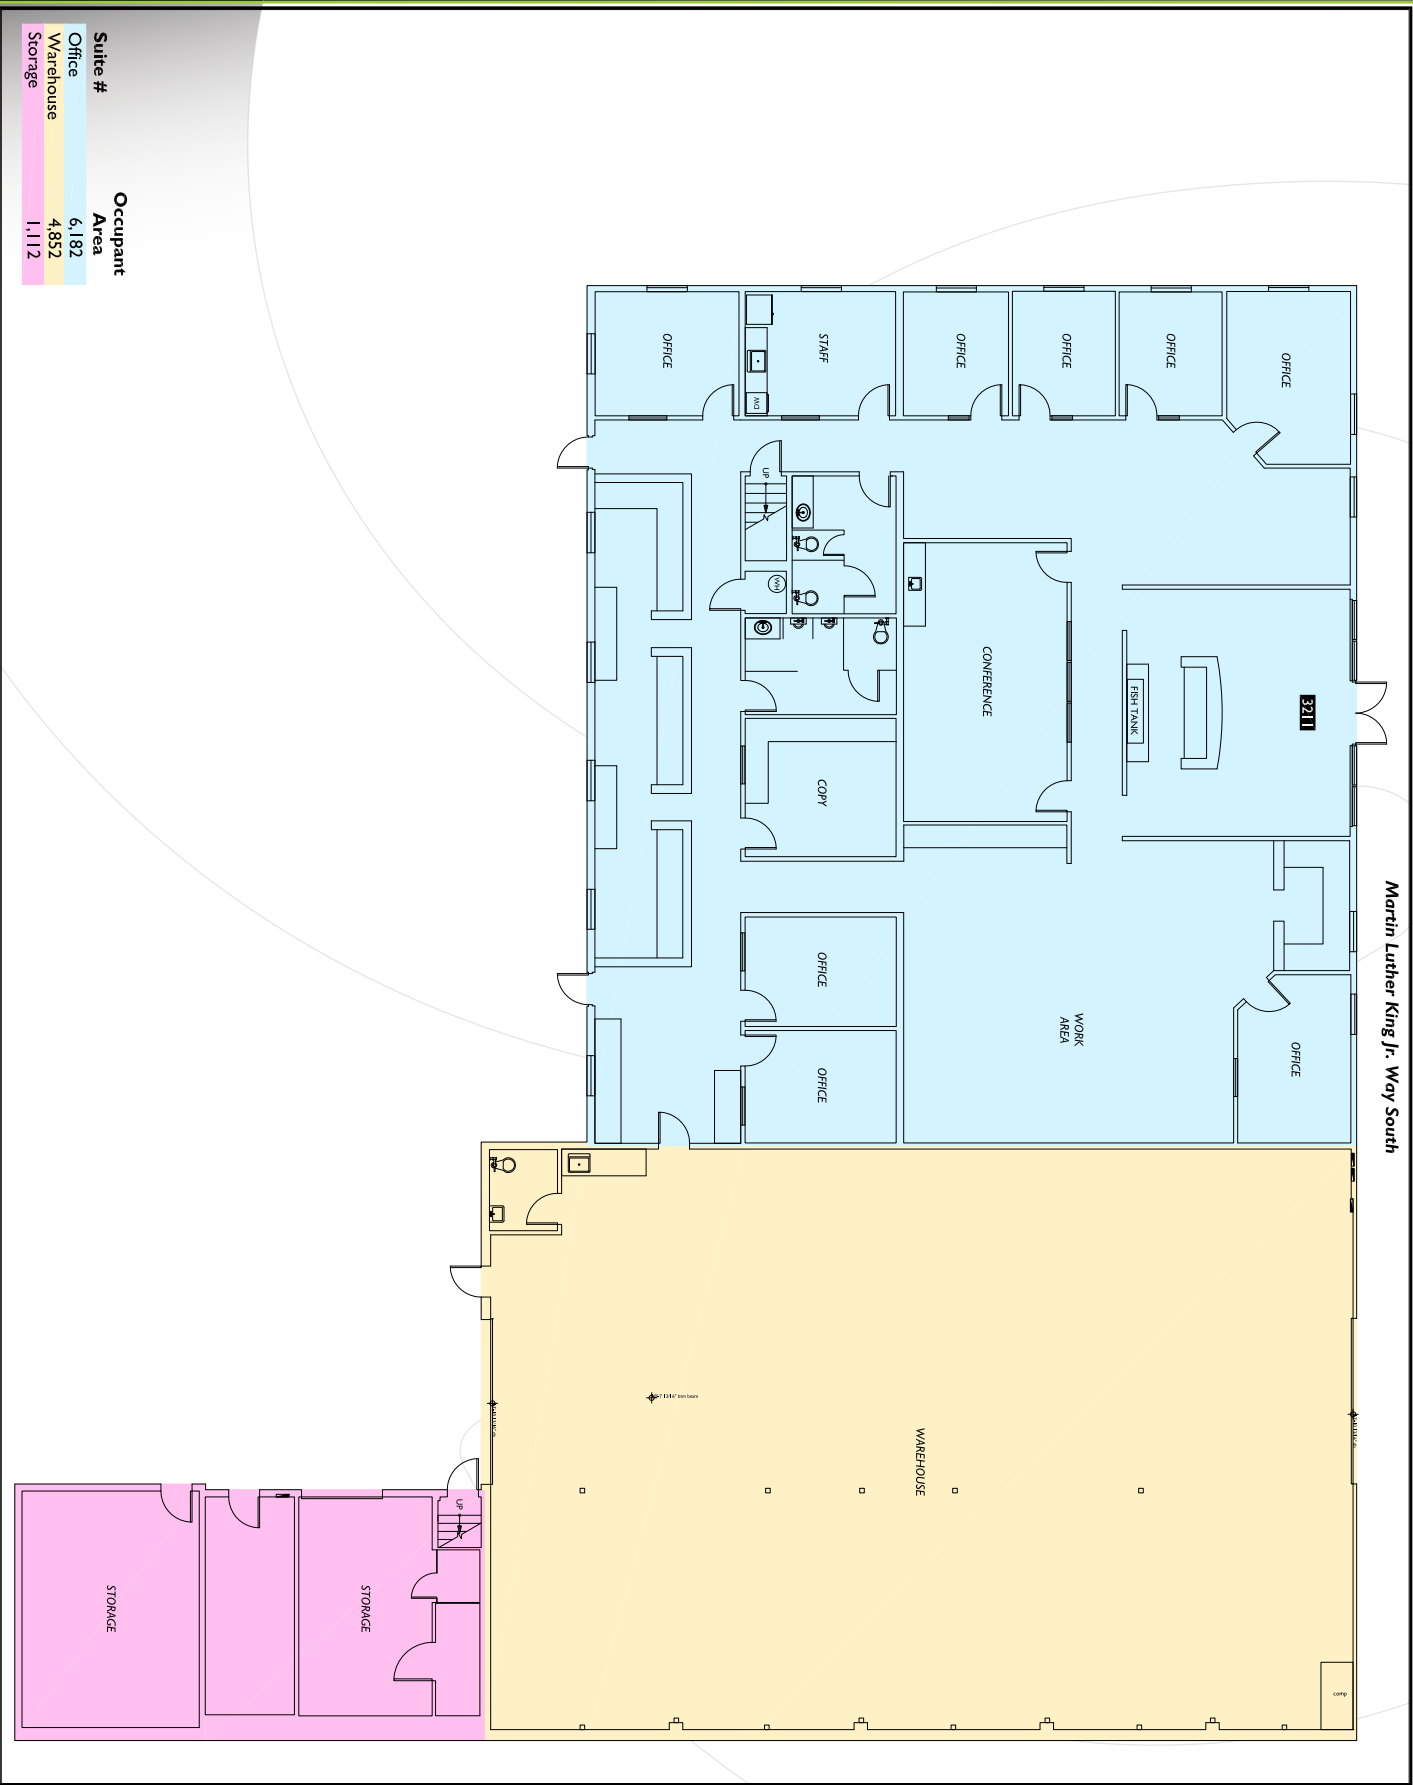 Suite # Occupant Area
Office 6,182
Warehouse 4,852
Storage 1,112
Martin Luther King Jr. Way South
3211
OFFICE
STAFF
OFFICE
OFFICE
OFFICE
OFFICE
DW
UP
WH
CONFERENCE
FISH TANK
COPY
OFFICE
OFFICE
WORK
AREA
OFFICE
WAREHOUSE
comp
UP
STORAGE
STORAGE